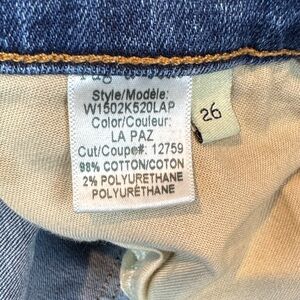 Style/Modèle:
W1502K520LAP
Color/Couleur:
LA PAZ
Cut/Coupe#: 12759
98% COTTON/COTON
2% POLYURETHANE
POLYURÉTHANE
26